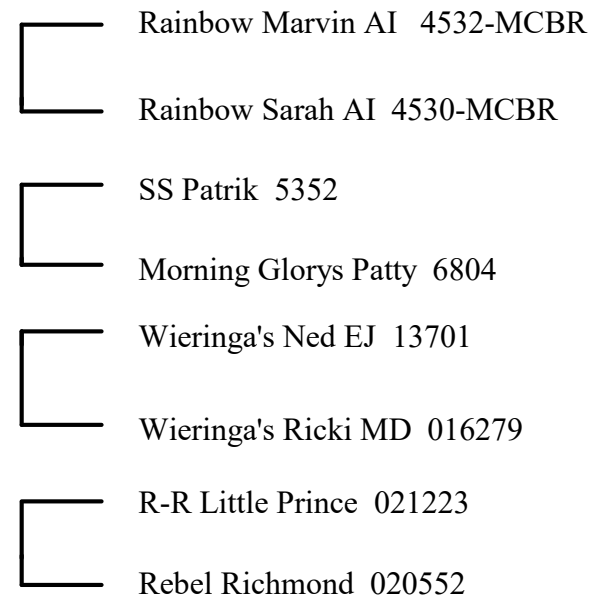 Rainbow Marvin AI 4532-MCBR
Rainbow Sarah AI 4530-MCBR
SS Patrik 5352
Morning Glorys Patty 6804
Wieringa's Ned EJ 13701
Wieringa's Ricki MD 016279
R-R Little Prince 021223
Rebel Richmond 020552